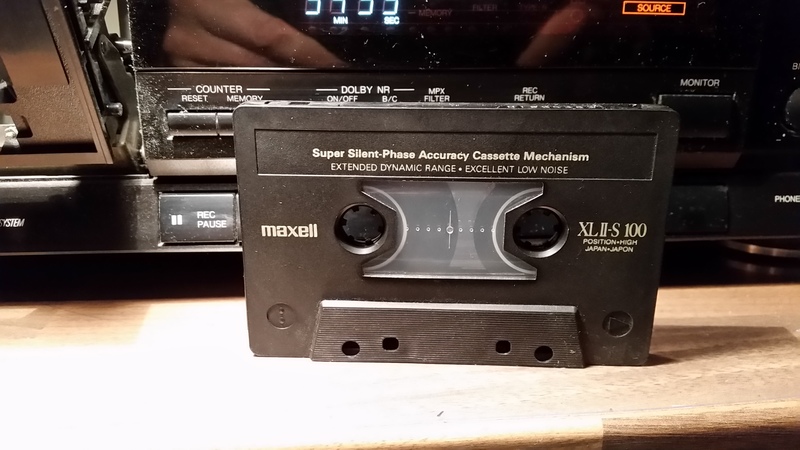 MIN SEC
MEMORY
FILTER
SOURCE
COUNTER
RESET MEMORY
DOLBY NR
ON/OFF B/C
MPX
FILTER
REC
RETURN
MONITOR
REC
PAUSE
SYSTEM
PHONE
Super Silent-Phase Accuracy Cassette Mechanism
EXTENDED DYNAMIC RANGE • EXCELLENT LOW NOISE
maxell
XLII-S 100
POSITION•HIGH
JAPAN•JAPON